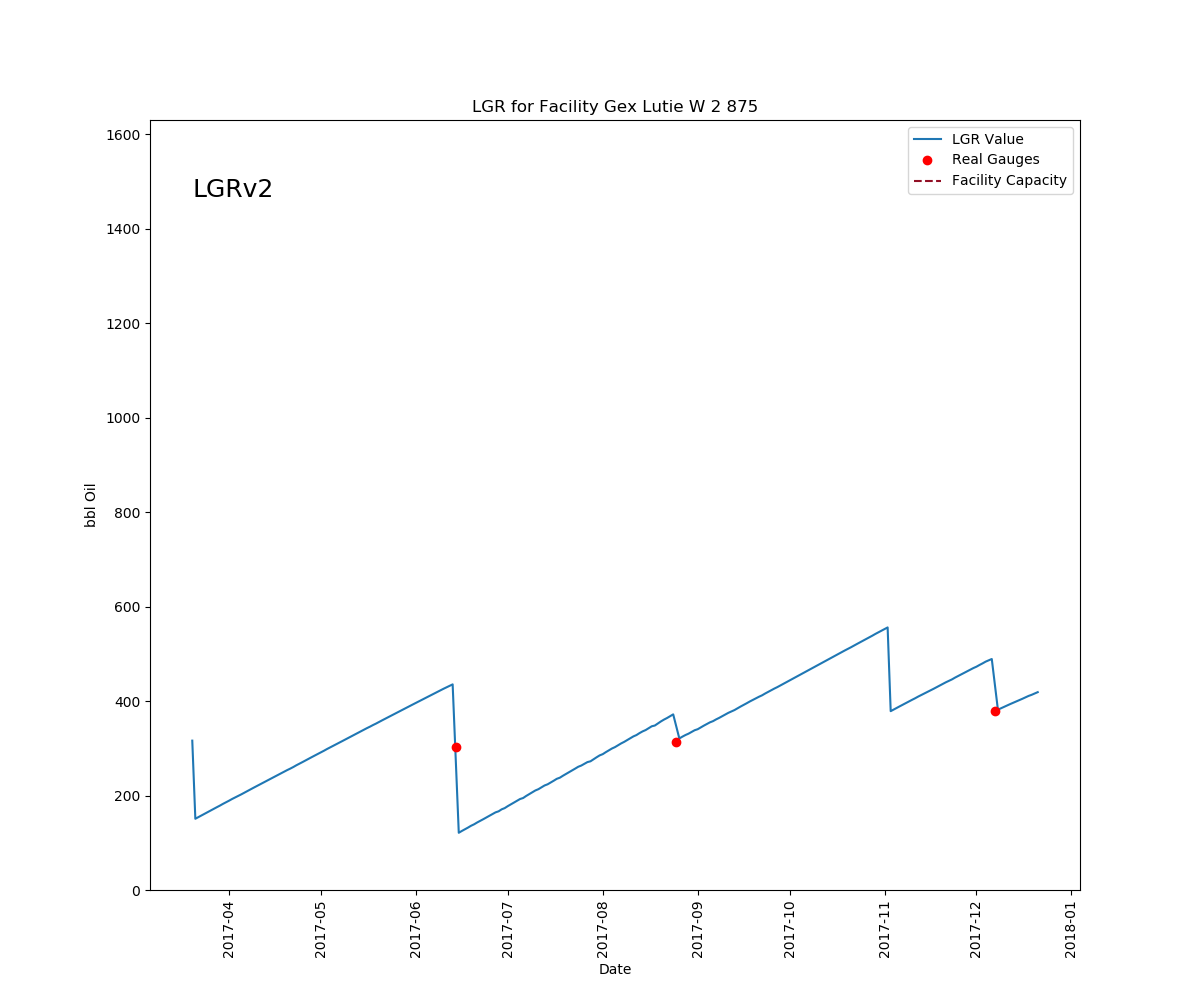 LGR for Facility Gex Lutie W 2 875
LGRv2
LGR Value
Real Gauges
Facility Capacity
1600
1400
1200
1000
800
600
400
200
0
bbl Oil
2017-04
2017-05
2017-06
2017-07
2017-08
2017-09
2017-10
2017-11
2017-12
2018-01
Date